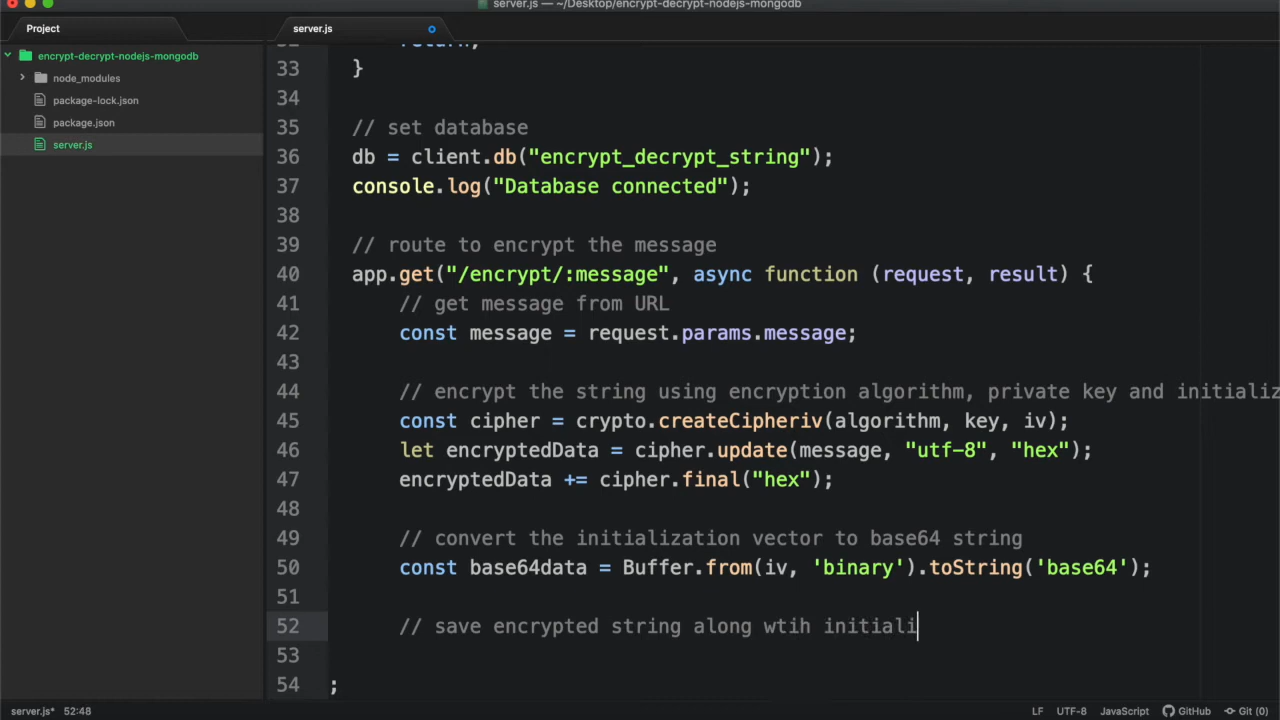 server.js — ~/Desktop/encrypt-decrypt-nodejs-mongodb
Project
server.js
encrypt-decrypt-nodejs-mongodb
node_modules
package-lock.json
package.json
server.js
32 return;
33 }
34
35 // set database
36 db = client.db("encrypt_decrypt_string");
37 console.log("Database connected");
38
39 // route to encrypt the message
40 app.get("/encrypt/:message", async function (request, result) {
41 // get message from URL
42 const message = request.params.message;
43
44 // encrypt the string using encryption algorithm, private key and initializ
45 const cipher = crypto.createCipheriv(algorithm, key, iv);
46 let encryptedData = cipher.update(message, "utf-8", "hex");
47 encryptedData += cipher.final("hex");
48
49 // convert the initialization vector to base64 string
50 const base64data = Buffer.from(iv, 'binary').toString('base64');
51
52 // save encrypted string along wtih initiali
53
54 ;
server.js* 52:48 LF UTF-8 JavaScript GitHub Git (0)